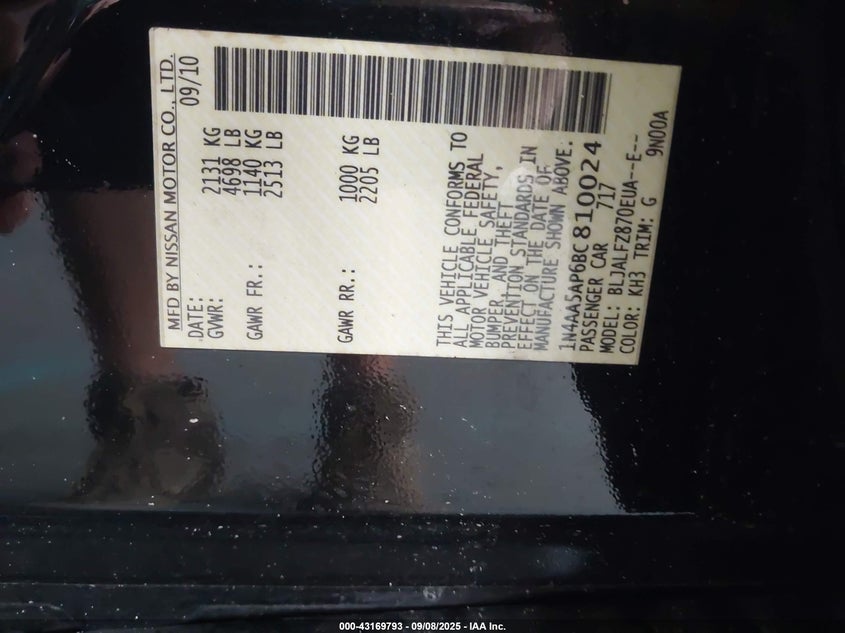 MFD BY NISSAN MOTOR CO., LTD.
DATE: 09/10
GVWR: 2131 KG
4698 LB
GAWR FR.: 1140 KG
2513 LB
GAWR RR.: 1000 KG
2205 LB
THIS VEHICLE CONFORMS TO
ALL APPLICABLE FEDERAL
MOTOR VEHICLE SAFETY,
BUMPER, AND THEFT
PREVENTION STANDARDS IN
EFFECT ON THE DATE OF
MANUFACTURE SHOWN ABOVE.
1N4AA5AP6BC810024
PASSENGER CAR 717
MODEL: BLJALFZ870EUA--E--
COLOR: KH3 TRIM: G 9N00A
000-43169793 - 09/08/2025 - IAA Inc.